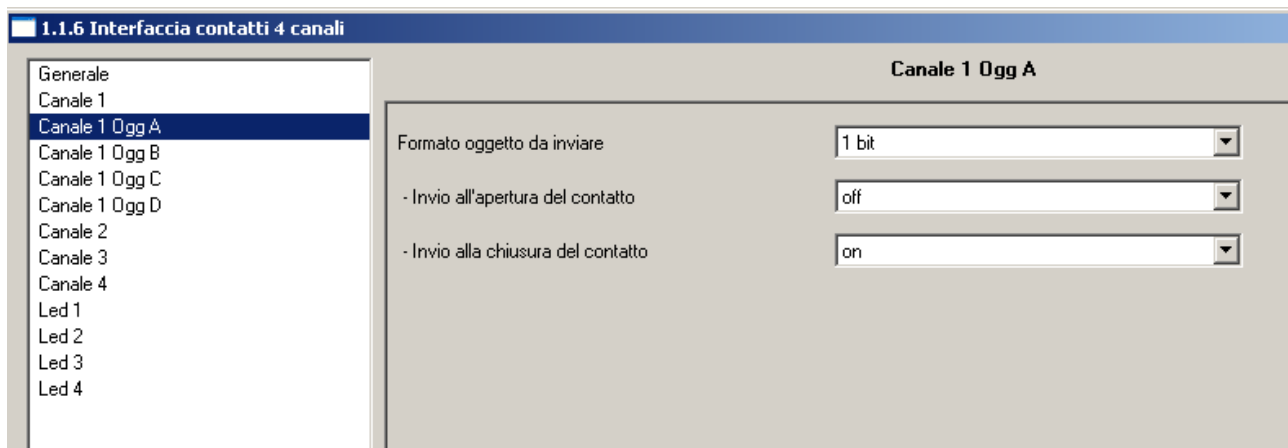 1.1.6 Interfaccia contatti 4 canali
Generale
Canale 1
Canale 1 Ogg A
Canale 1 Ogg B
Canale 1 Ogg C
Canale 1 Ogg D
Canale 2
Canale 3
Canale 4
Led 1
Led 2
Led 3
Led 4
Canale 1 Ogg A
Formato oggetto da inviare 1 bit
- Invio all'apertura del contatto off
- Invio alla chiusura del contatto on